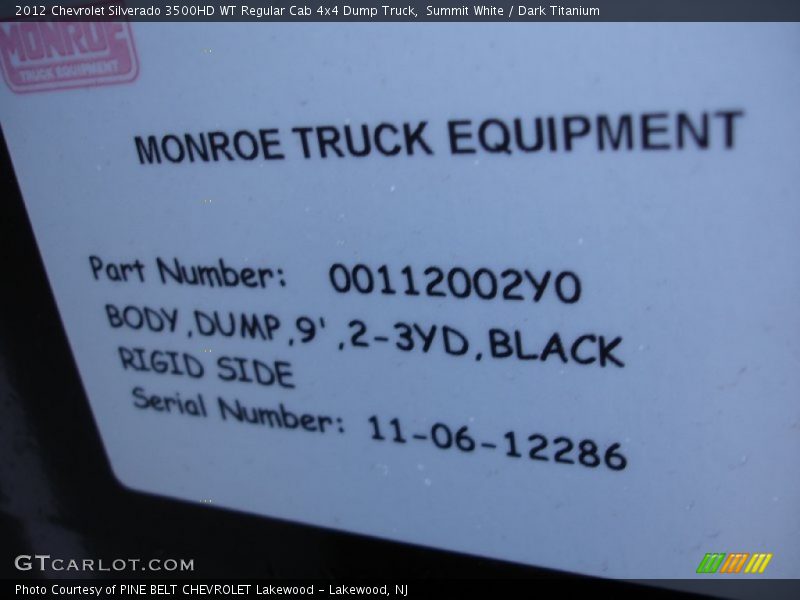 2012 Chevrolet Silverado 3500HD WT Regular Cab 4x4 Dump Truck,  Summit White / Dark Titanium
MONROE
TRUCK EQUIPMENT
MONROE TRUCK EQUIPMENT
Part Number: 00112002Y0
BODY,DUMP,9',2-3YD,BLACK
RIGID SIDE
Serial Number: 11-06-12286
GTCARLOT.COM
Photo Courtesy of PINE BELT CHEVROLET Lakewood - Lakewood, NJ